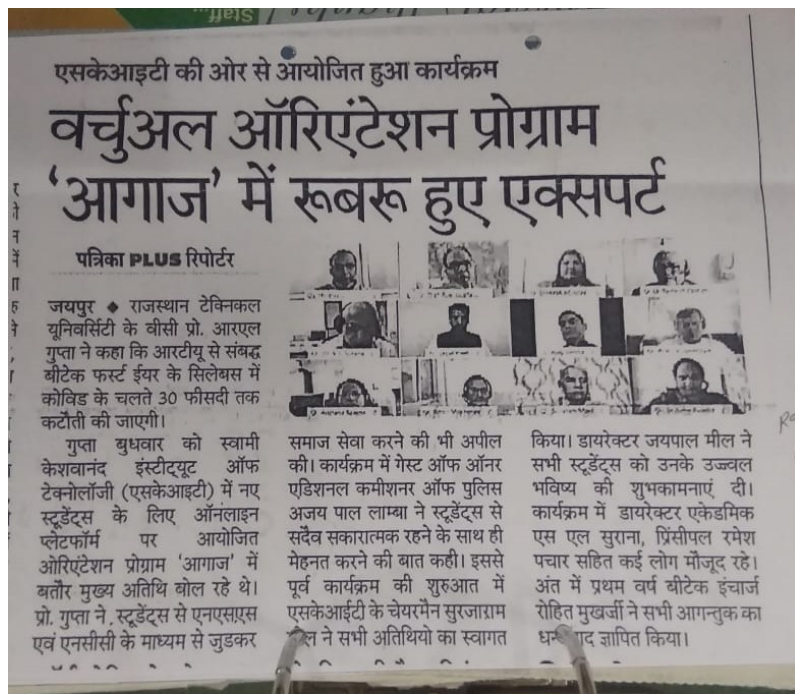 Staff...
एसकेआइटी की ओर से आयोजित हुआ कार्यक्रम
वर्चुअल ऑरिएंटेशन प्रोग्राम
‘आगाज’ में रूबरू हुए एक्सपर्ट
पत्रिका PLUS रिपोर्टर
जयपुर ◆ राजस्थान टेक्निकल
यूनिवर्सिटी के वीसी प्रो. आरएल
गुप्ता ने कहा कि आरटीयू से संबद्ध
बीटेक फर्स्ट ईयर के सिलेबस में
कोविड के चलते 30 फीसदी तक
कटौती की जाएगी।
गुप्ता बुधवार को स्वामी
केशवानंद इंस्टीट्यूट ऑफ
टेक्नोलॉजी (एसकेआइटी) में नए
स्टूडेंट्स के लिए ऑनलाइन
प्लेटफॉर्म पर आयोजित
ओरिएंटेशन प्रोग्राम ‘आगाज’ में
बतौर मुख्य अतिथि बोल रहे थे।
प्रो. गुप्ता ने स्टूडेंट्स से एनएसएस
एवं एनसीसी के माध्यम से जुडकर
समाज सेवा करने की भी अपील
की। कार्यक्रम में गेस्ट ऑफ ऑनर
एडिशनल कमीशनर ऑफ पुलिस
अजय पाल लाम्बा ने स्टूडेंट्स से
सदैव सकारात्मक रहने के साथ ही
मेहनत करने की बात कही। इससे
पूर्व कार्यक्रम की शुरुआत में
एसकेआईटी के चेयरमैन सुरजाराम
ने सभी अतिथियो का स्वागत
किया। डायरेक्टर जयपाल मील ने
सभी स्टूडेंट्स को उनके उज्ज्वल
भविष्य की शुभकामनाएं दी।
कार्यक्रम में डायरेक्टर एकेडमिक
एस एल सुराना, प्रिंसीपल रमेश
पचार सहित कई लोग मौजूद रहे।
अंत में प्रथम वर्ष बीटेक इंचार्ज
रोहित मुखर्जी ने सभी आगन्तुक का
ज्ञापित किया।